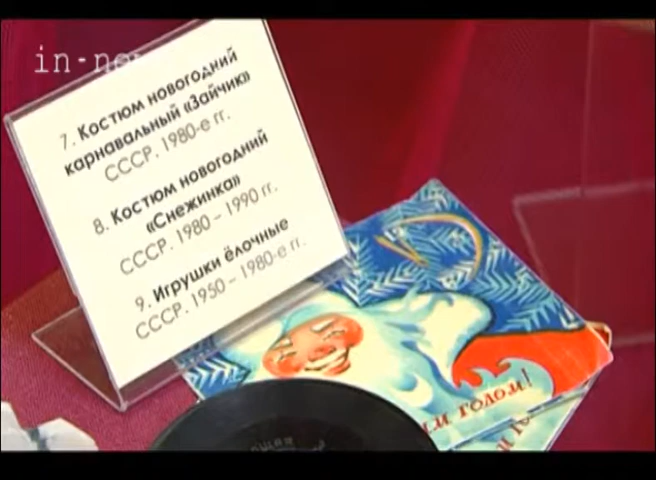 in-ne
7. Костюм новогодний
карнавальный «Зайчик»
СССР. 1980-е гг.
8. Костюм новогодний
«Снежинка»
СССР. 1980 – 1990 гг.
9. Игрушки ёлочные
СССР. 1950 – 1980-е гг.
годом!